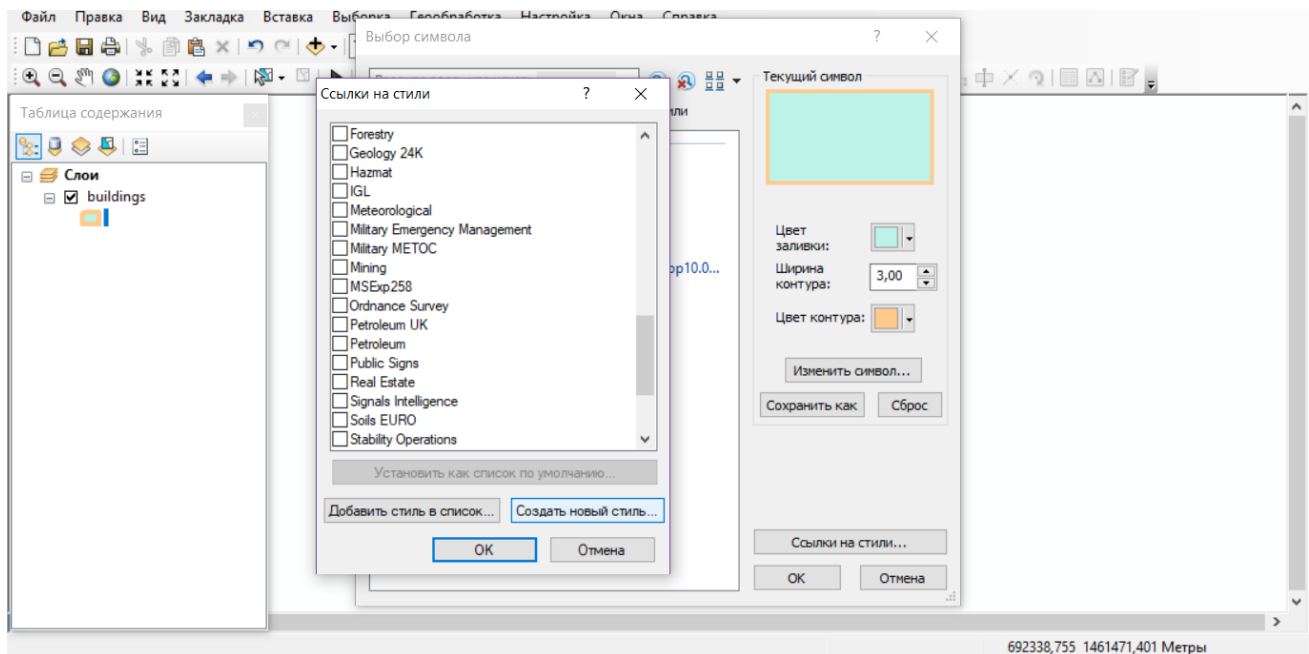 Файл Правка Вид Закладка Вставка Выборка Геообработка Настройка Окна Справка
Выбор символа
Ссылки на стили
Текущий символ
Таблица содержания
Forestry
Geology 24K
Hazmat
IGL
Meteorological
Military Emergency Management
Military METOC
Mining
MSExp258
Ordnance Survey
Petroleum UK
Petroleum
Public Signs
Real Estate
Signals Intelligence
Soils EURO
Stability Operations
Слои
buildings
Цвет
заливки:
Ширина
контура:
3,00
Цвет контура:
Изменить символ...
Сохранить как
Сброс
Установить как список по умолчанию...
Добавить стиль в список...
Создать новый стиль...
OK
Отмена
Ссылки на стили...
OK
Отмена
692338,755 1461471,401 Метры